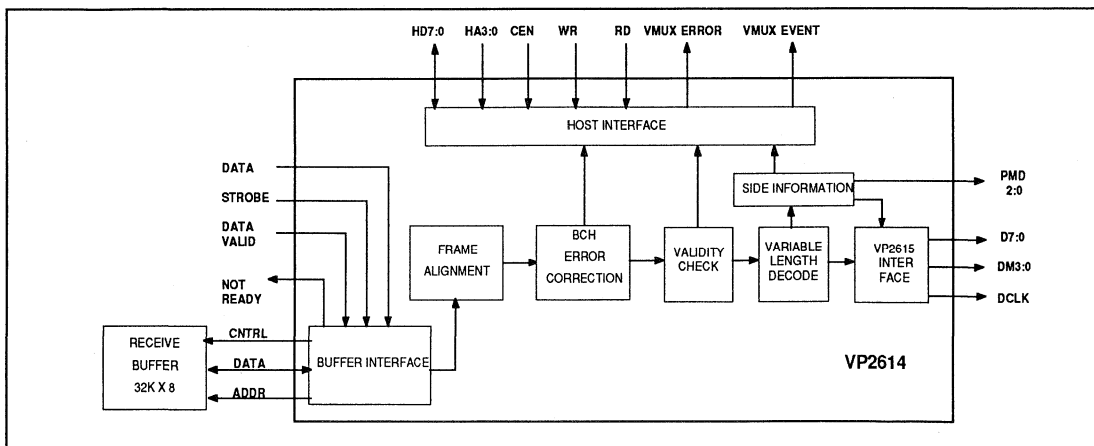 HD7:0 HA3:0 CEN WR RD VMUX ERROR VMUX EVENT
HOST INTERFACE
DATA
STROBE
DATA
VALID
NOT
READY
SIDE INFORMATION
PMD
2:0
FRAME
ALIGNMENT
BCH
ERROR
CORRECTION
VALIDITY
CHECK
VARIABLE
LENGTH
DECODE
VP2615
INTER
FACE
D7:0
DM3:0
DCLK
RECEIVE
BUFFER
32K X 8
CNTRL
DATA
ADDR
BUFFER INTERFACE
VP2614